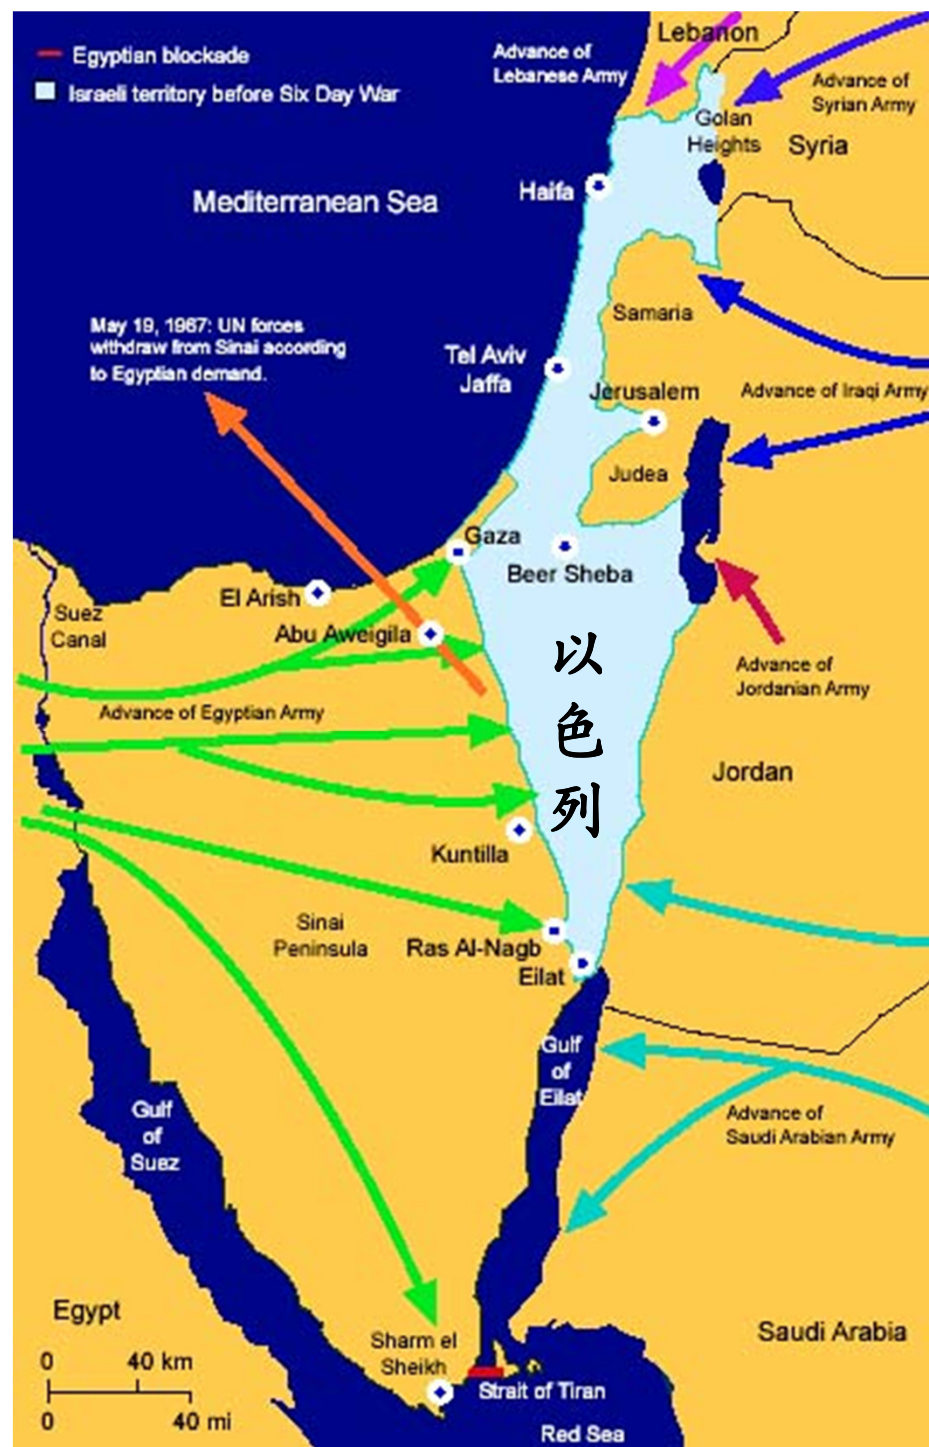 Egyptian blockade
Israeli territory before Six Day War
Advance of
Lebanese Army
Lebanon
Advance of
Syrian Army
Golan
Heights
Syria
Haifa
Mediterranean Sea
Samaria
May 19, 1967: UN forces
withdraw from Sinai according
to Egyptian demand.
Tel Aviv
Jaffa
Jerusalem
Advance of Iraqi Army
Judea
Gaza
Beer Sheba
El Arish
Suez
Canal
Abu Aweigila
以
色
列
Advance of
Jordanian Army
Advance of Egyptian Army
Jordan
Kuntilla
Sinai
Peninsula
Ras Al-Nagb
Eilat
Gulf
of
Eilat
Gulf
of
Suez
Advance of
Saudi Arabian Army
Egypt
Saudi Arabia
Sharm el
Sheikh
0 40 km
0 40 mi
Strait of Tiran
Red Sea